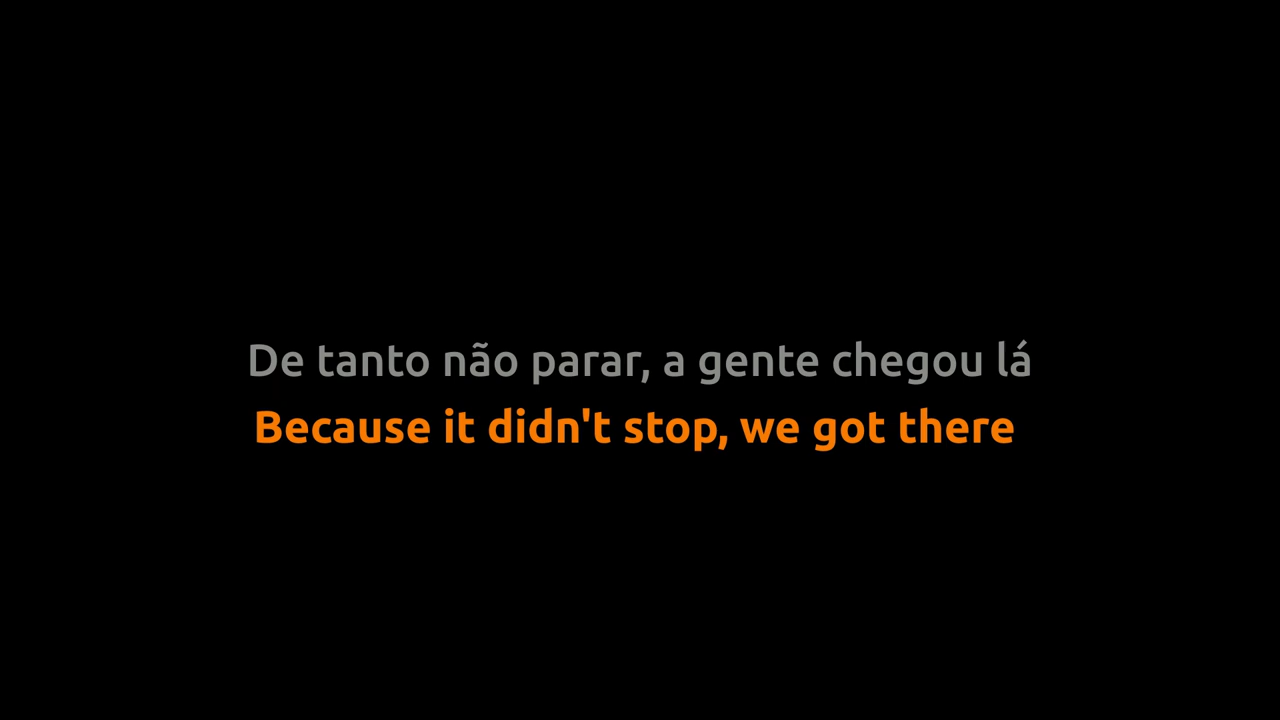 De tanto não parar, a gente chegou lá
Because it didn't stop, we got there